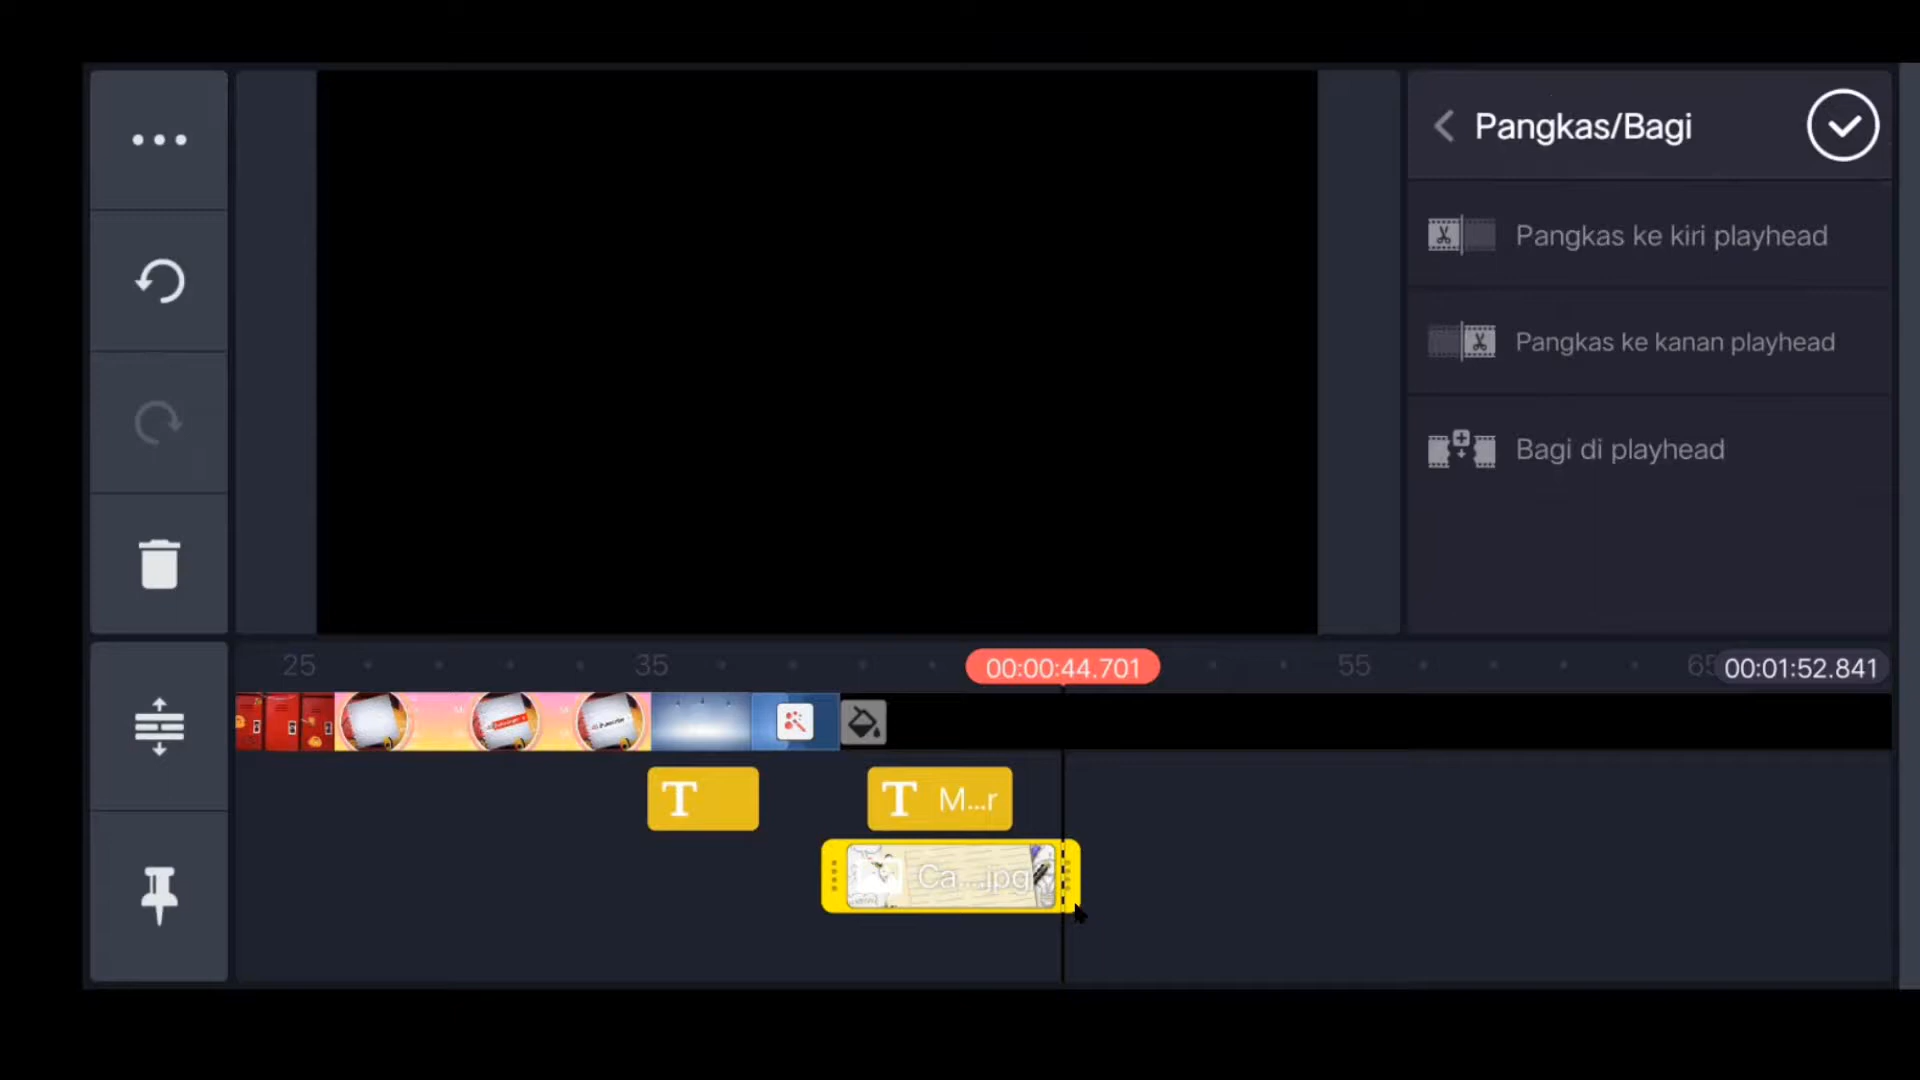 Pangkas/Bagi
Pangkas ke kiri playhead
Pangkas ke kanan playhead
Bagi di playhead
25
35
00:00:44.701
55
65
00:01:52.841
T
T M...r
Ca....jpg